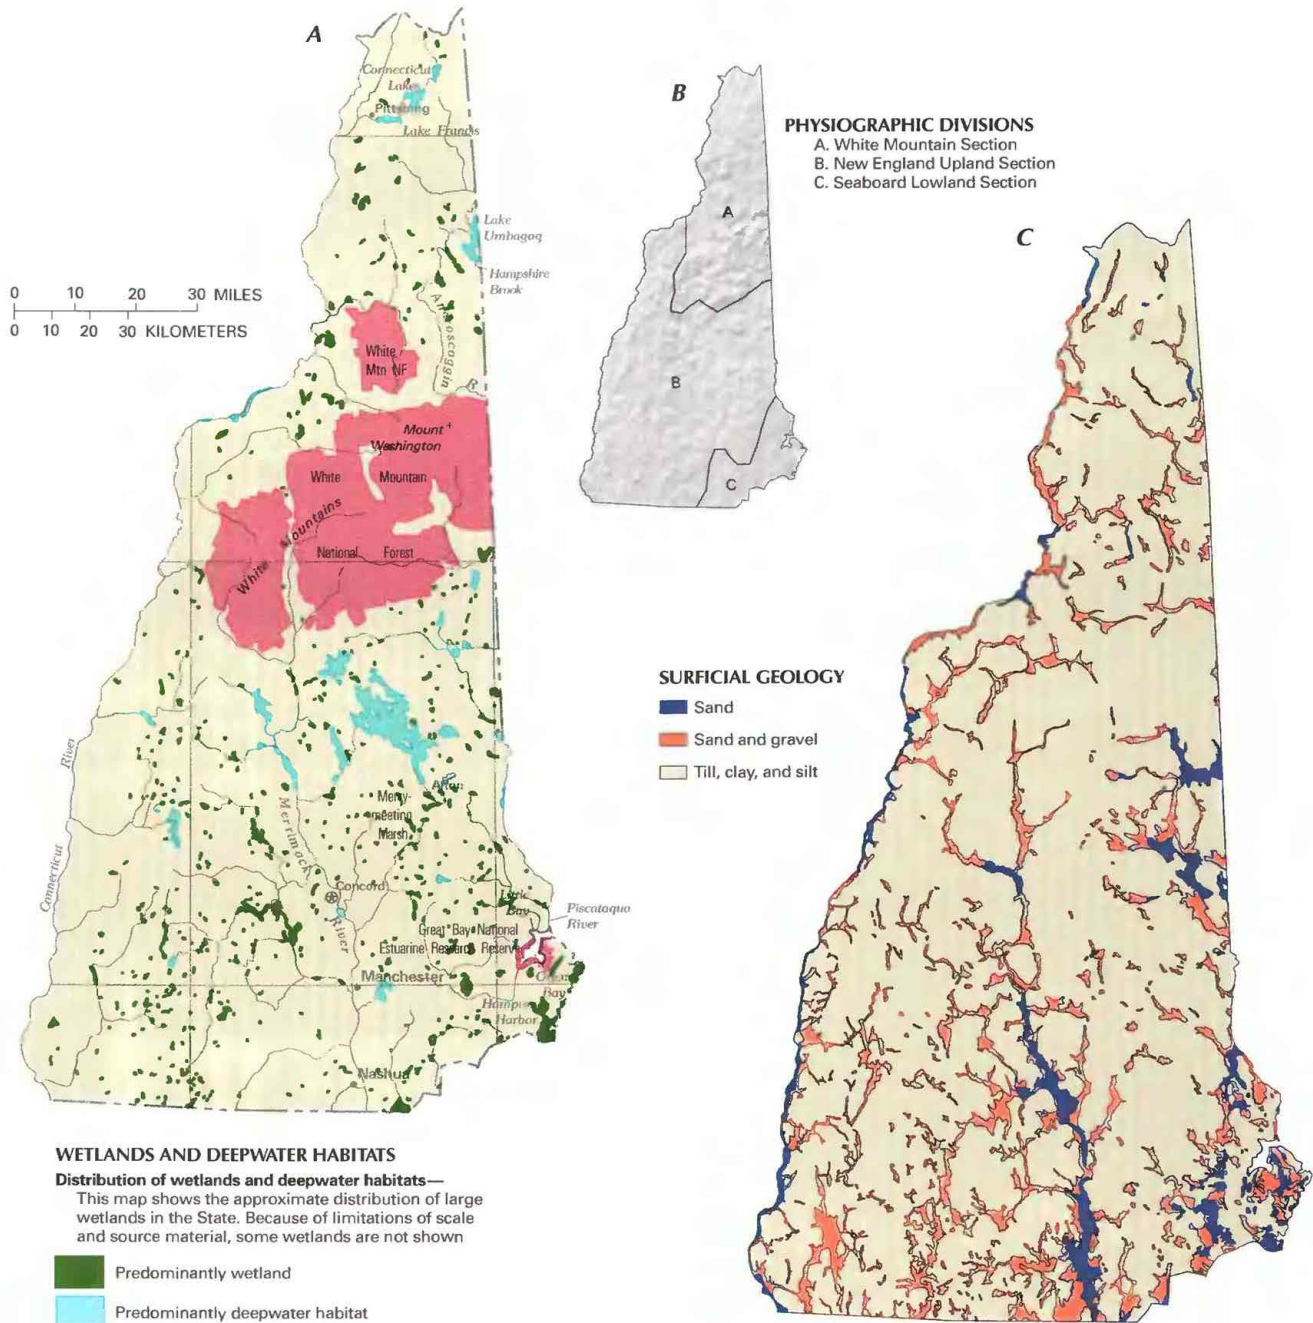 A
Connecticut
Lakes
Pittsburg
Lake Francis
Lake
Umbagog
Hampshire
Brook
0 10 20 30 MILES
0 10 20 30 KILOMETERS
Androscoggin
R
White
Mtn NF
Mount +
Washington
White Mountain
White Mountains
National Forest
River
Connecticut
Merrimack
River
Alton
Merry-
meeting
Marsh
Concord
Bay
Piscataqua
River
Great Bay National
Estuarine Research Reserve
Manchester
Bay
Harbor
Nashua
WETLANDS AND DEEPWATER HABITATS
Distribution of wetlands and deepwater habitats—
This map shows the approximate distribution of large
wetlands in the State. Because of limitations of scale
and source material, some wetlands are not shown
Predominantly wetland
Predominantly deepwater habitat
B
A
B
C
PHYSIOGRAPHIC DIVISIONS
A. White Mountain Section
B. New England Upland Section
C. Seaboard Lowland Section
C
SURFICIAL GEOLOGY
Sand
Sand and gravel
Till, clay, and silt